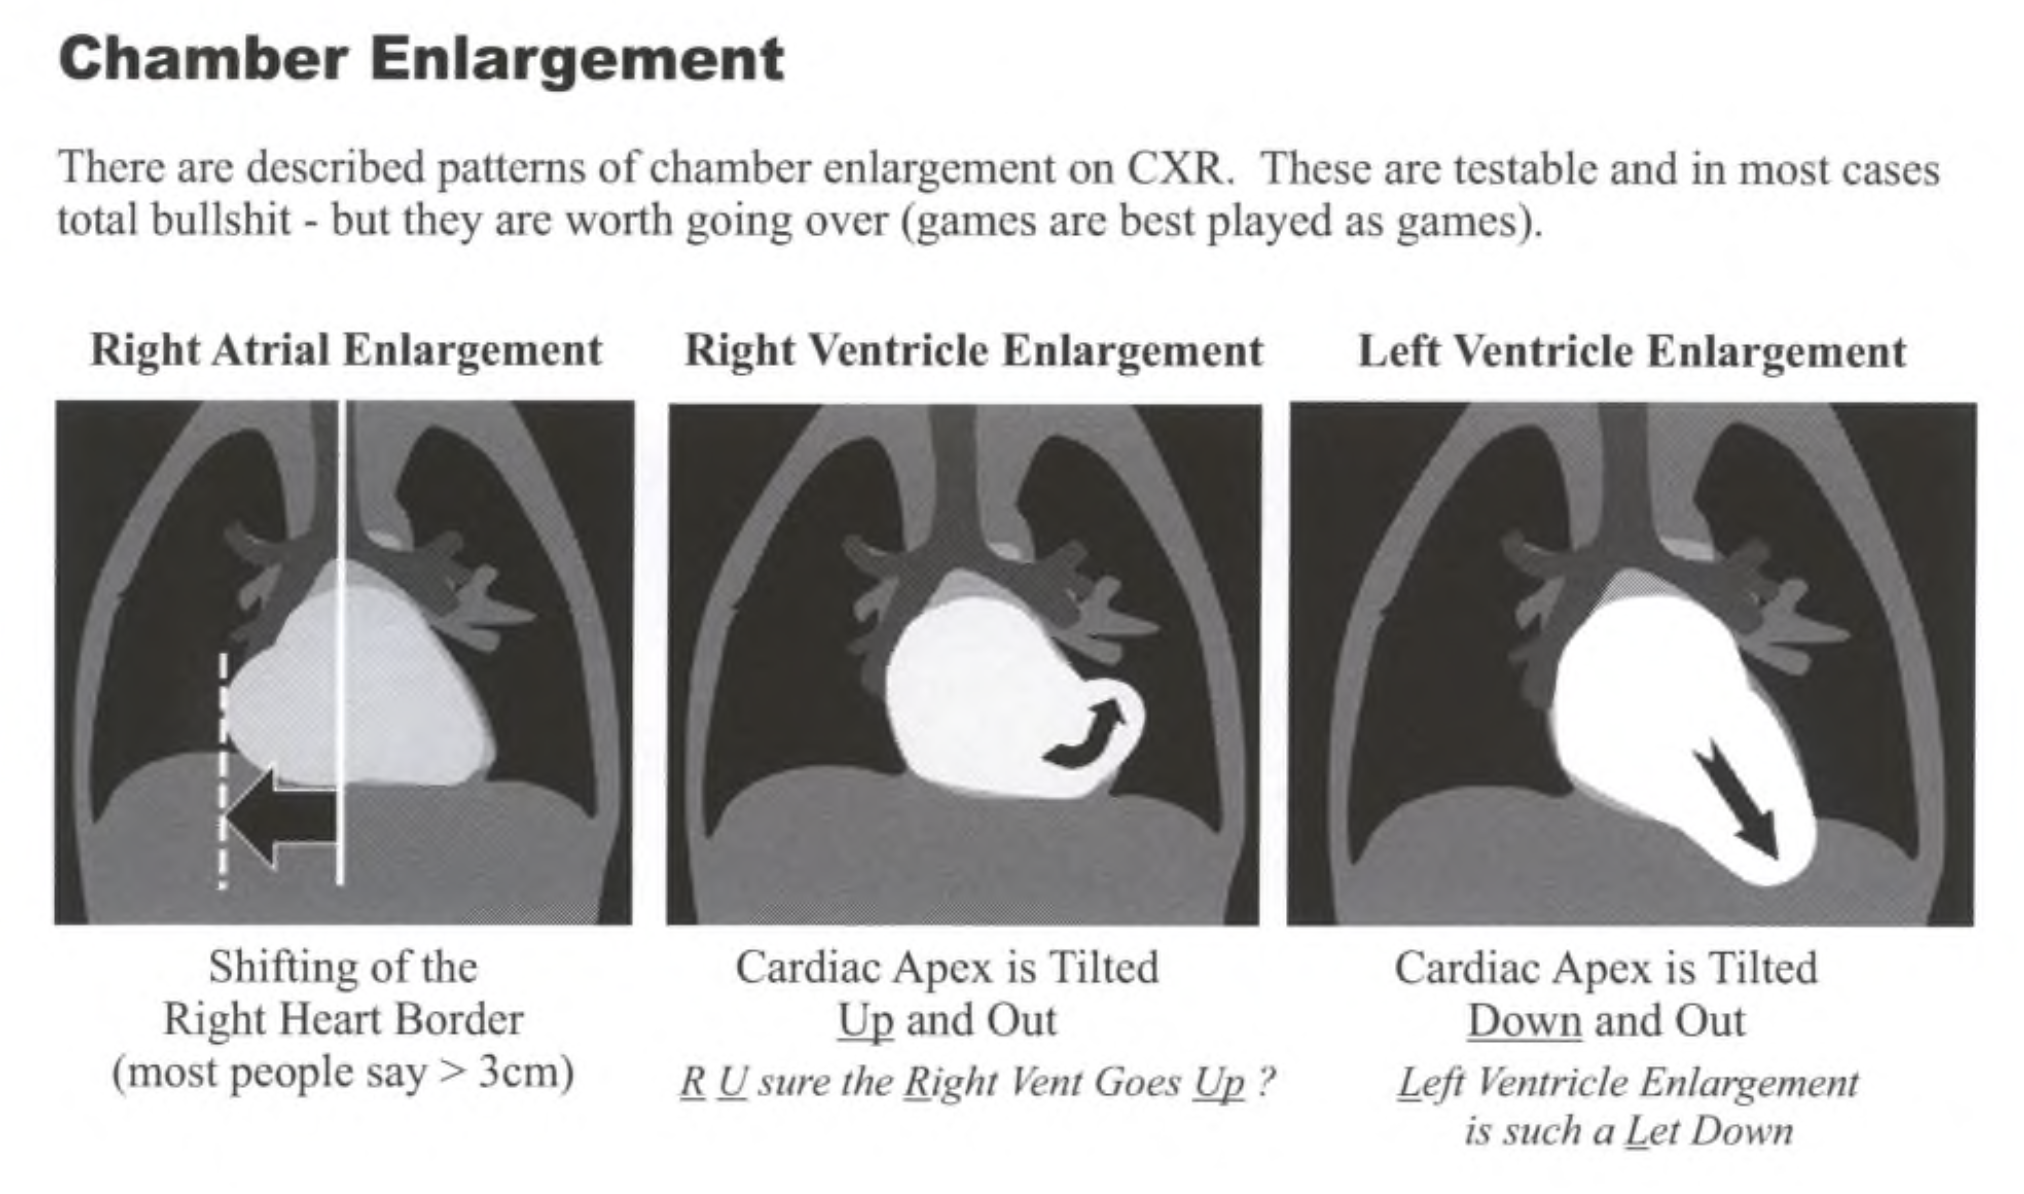 Chamber Enlargement
There are described patterns of chamber enlargement on CXR. These are testable and in most cases
total bullshit - but they are worth going over (games are best played as games).
Right Atrial Enlargement
Shifting of the
Right Heart Border
(most people say > 3cm)
Right Ventricle Enlargement
Cardiac Apex is Tilted
Up and Out
R U sure the Right Vent Goes Up ?
Left Ventricle Enlargement
Cardiac Apex is Tilted
Down and Out
Left Ventricle Enlargement
is such a Let Down